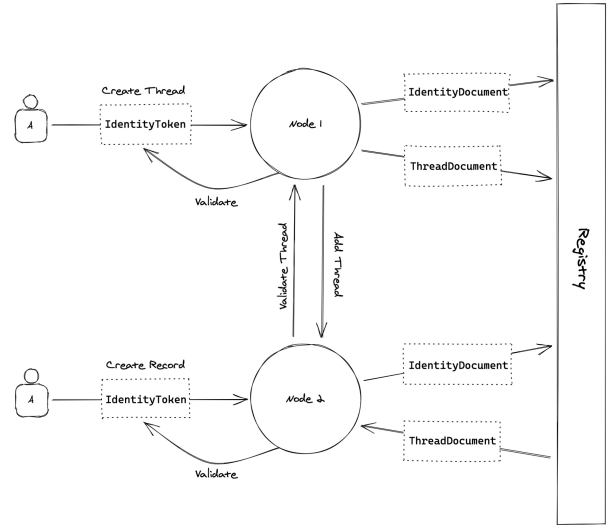 Create Thread
A
IdentityToken
Node 1
IdentityDocument
ThreadDocument
Validate
Validate Thread
Add Thread
Registry
Create Record
A
IdentityToken
Node 2
IdentityDocument
ThreadDocument
Validate